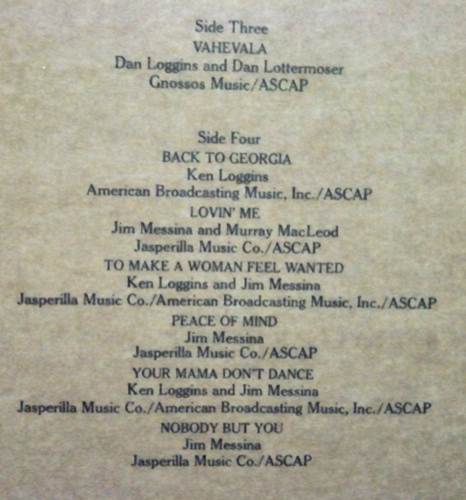 Side Three
VAHEVALA
Dan Loggins and Dan Lottermoser
Gnossos Music/ASCAP
Side Four
BACK TO GEORGIA
Ken Loggins
American Broadcasting Music, Inc./ASCAP
LOVIN' ME
Jim Messina and Murray MacLeod
Jasperilla Music Co./ASCAP
TO MAKE A WOMAN FEEL WANTED
Ken Loggins and Jim Messina
Jasperilla Music Co./American Broadcasting Music, Inc./ASCAP
PEACE OF MIND
Jim Messina
Jasperilla Music Co./ASCAP
YOUR MAMA DON'T DANCE
Ken Loggins and Jim Messina
Jasperilla Music Co./American Broadcasting Music, Inc./ASCAP
NOBODY BUT YOU
Jim Messina
Jasperilla Music Co./ASCAP